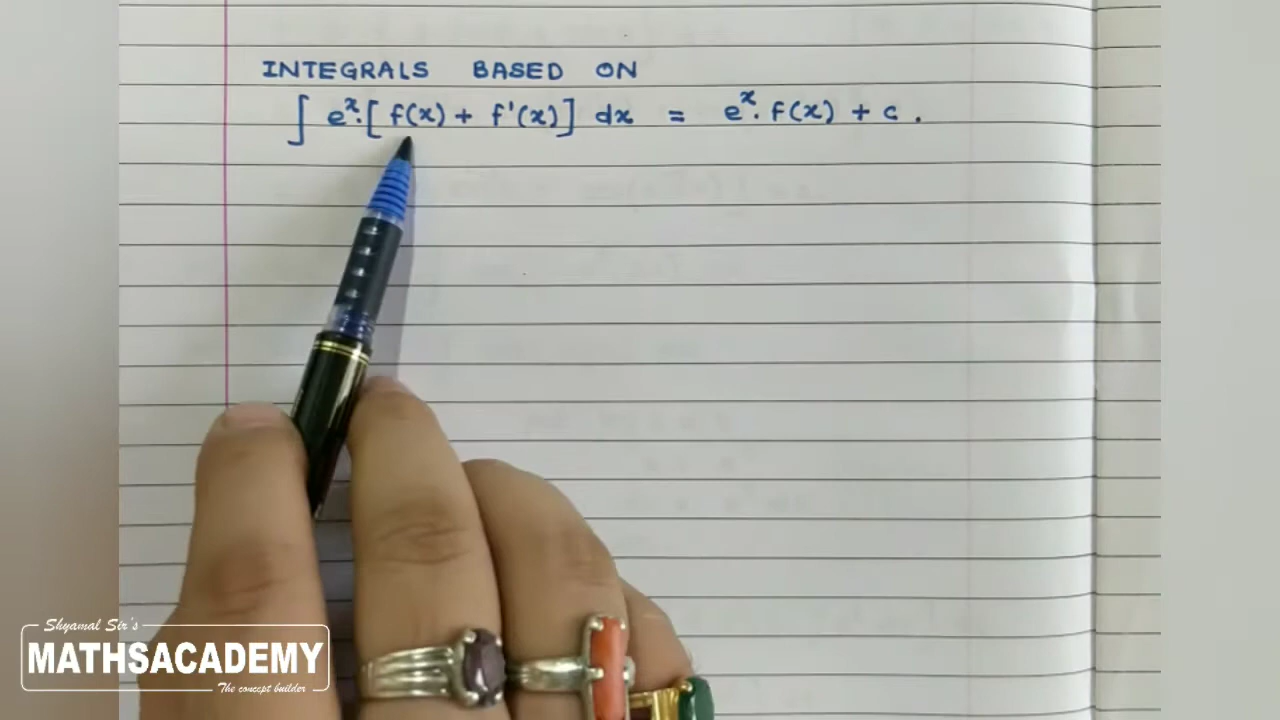 INTEGRALS BASED ON
∫ eˣ.[f(x) + f'(x)] dx = eˣ. f(x) + c .
Shyamal Sir's
MATHSACADEMY
The concept builder